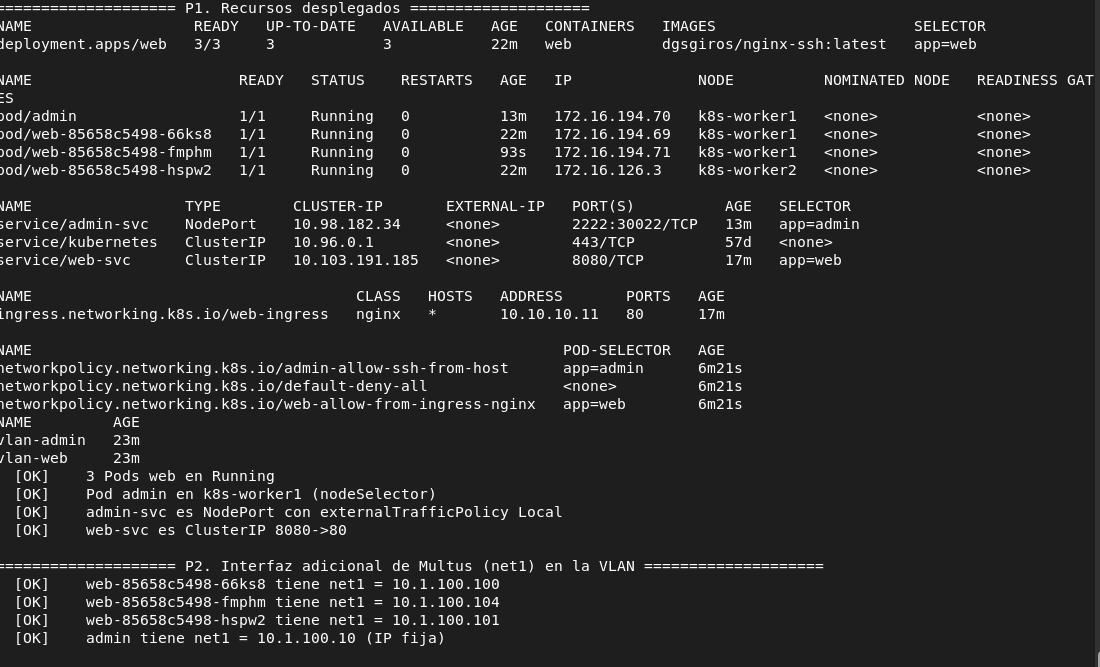 ==================== P1. Recursos desplegados ====================
NAME                  READY   UP-TO-DATE   AVAILABLE   AGE   CONTAINERS   IMAGES                      SELECTOR
deployment.apps/web   3/3     3            3           22m   web          dgsgiros/nginx-ssh:latest   app=web

NAME                       READY   STATUS    RESTARTS   AGE   IP              NODE          NOMINATED NODE   READINESS GAT
ES
pod/admin                  1/1     Running   0          13m   172.16.194.70   k8s-worker1   <none>           <none>
pod/web-85658c5498-66ks8   1/1     Running   0          22m   172.16.194.69   k8s-worker1   <none>           <none>
pod/web-85658c5498-fmphm   1/1     Running   0          93s   172.16.194.71   k8s-worker1   <none>           <none>
pod/web-85658c5498-hspw2   1/1     Running   0          22m   172.16.126.3    k8s-worker2   <none>           <none>

NAME                 TYPE        CLUSTER-IP       EXTERNAL-IP   PORT(S)          AGE   SELECTOR
service/admin-svc    NodePort    10.98.182.34     <none>        2222:30022/TCP   13m   app=admin
service/kubernetes   ClusterIP   10.96.0.1        <none>        443/TCP          57d   <none>
service/web-svc      ClusterIP   10.103.191.185   <none>        8080/TCP         17m   app=web

NAME                                    CLASS   HOSTS   ADDRESS       PORTS   AGE
ingress.networking.k8s.io/web-ingress   nginx   *       10.10.10.11   80      17m

NAME                                                           POD-SELECTOR   AGE
networkpolicy.networking.k8s.io/admin-allow-ssh-from-host      app=admin      6m21s
networkpolicy.networking.k8s.io/default-deny-all               <none>         6m21s
networkpolicy.networking.k8s.io/web-allow-from-ingress-nginx   app=web        6m21s
NAME         AGE
vlan-admin   23m
vlan-web     23m
  [OK]    3 Pods web en Running
  [OK]    Pod admin en k8s-worker1 (nodeSelector)
  [OK]    admin-svc es NodePort con externalTrafficPolicy Local
  [OK]    web-svc es ClusterIP 8080->80

==================== P2. Interfaz adicional de Multus (net1) en la VLAN ====================
  [OK]    web-85658c5498-66ks8 tiene net1 = 10.1.100.100
  [OK]    web-85658c5498-fmphm tiene net1 = 10.1.100.104
  [OK]    web-85658c5498-hspw2 tiene net1 = 10.1.100.101
  [OK]    admin tiene net1 = 10.1.100.10 (IP fija)